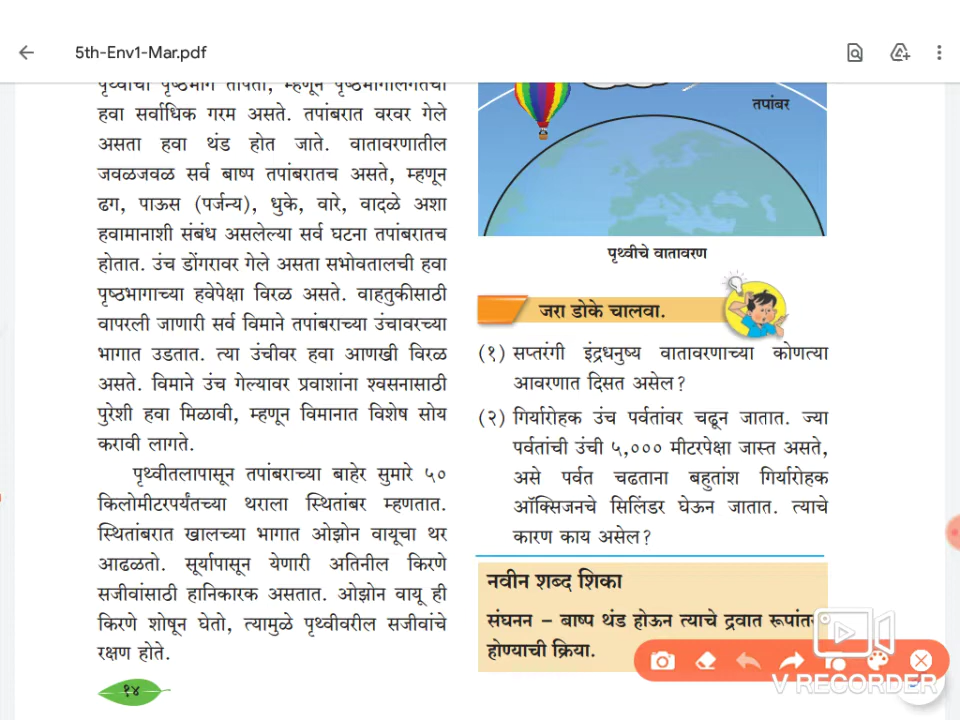 5th-Env1-Mar.pdf
पृथ्वीचा पृष्ठभाग तापतो, म्हणून पृष्ठभागालगतची
हवा सर्वाधिक गरम असते. तपांबरात वरवर गेले
असता हवा थंड होत जाते. वातावरणातील
जवळजवळ सर्व बाष्प तपांबरातच असते, म्हणून
ढग, पाऊस (पर्जन्य), धुके, वारे, वादळे अशा
हवामानाशी संबंध असलेल्या सर्व घटना तपांबरातच
होतात. उंच डोंगरावर गेले असता सभोवतालची हवा
पृष्ठभागाच्या हवेपेक्षा विरळ असते. वाहतुकीसाठी
वापरली जाणारी सर्व विमाने तपांबराच्या उंचावरच्या
भागात उडतात. त्या उंचीवर हवा आणखी विरळ
असते. विमाने उंच गेल्यावर प्रवाशांना श्वसनासाठी
पुरेशी हवा मिळावी, म्हणून विमानात विशेष सोय
करावी लागते.
पृथ्वीतलापासून तपांबराच्या बाहेर सुमारे ५०
किलोमीटरपर्यंतच्या थराला स्थितांबर म्हणतात.
स्थितांबरात खालच्या भागात ओझोन वायूचा थर
आढळतो. सूर्यापासून येणारी अतिनील किरणे
सजीवांसाठी हानिकारक असतात. ओझोन वायू ही
किरणे शोषून घेतो, त्यामुळे पृथ्वीवरील सजीवांचे
रक्षण होते.
१४
तपांबर
पृथ्वीचे वातावरण
जरा डोके चालवा.
(१) सप्तरंगी इंद्रधनुष्य वातावरणाच्या कोणत्या
आवरणात दिसत असेल?
(२) गिर्यारोहक उंच पर्वतांवर चढून जातात. ज्या
पर्वतांची उंची ५,००० मीटरपेक्षा जास्त असते,
असे पर्वत चढताना बहुतांश गिर्यारोहक
ऑक्सिजनचे सिलिंडर घेऊन जातात. त्याचे
कारण काय असेल?
नवीन शब्द शिका
संघनन – बाष्प थंड होऊन त्याचे द्रवात
होण्याची क्रिया.
V RECORDER